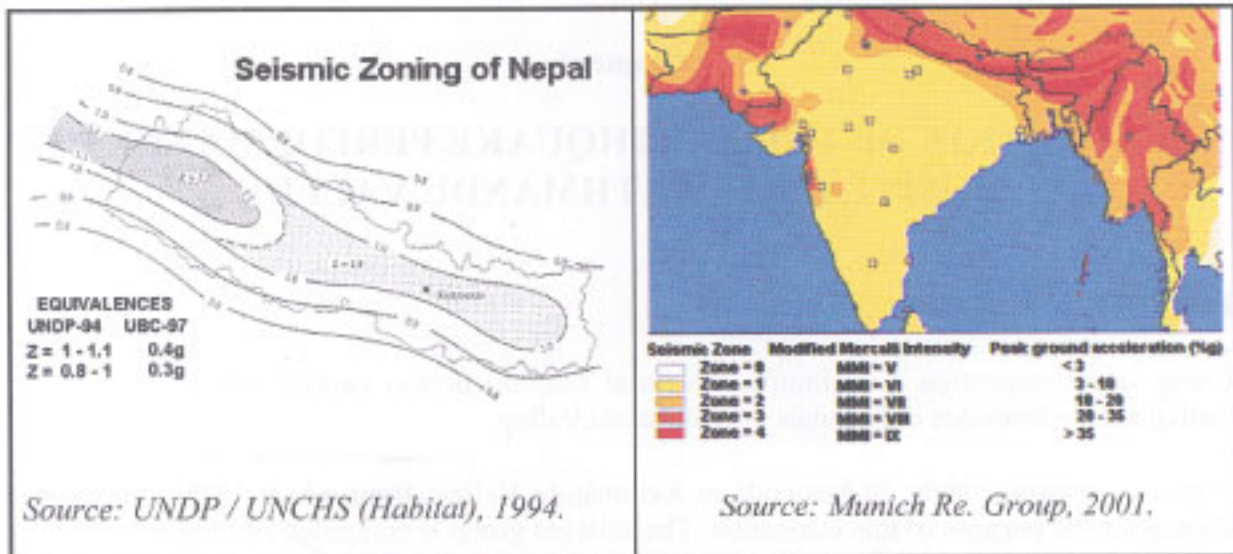 Seismic Zoning of Nepal
EQUIVALENCES
UNDP-94 UBC-97
Z = 1 - 1.1 0.4g
Z = 0.8 - 1 0.3g
Source: UNDP / UNCHS (Habitat), 1994.
Seismic Zone Modified Mercalli Intensity Peak ground acceleration (%g)
Zone = 0 MMI = V < 3
Zone = 1 MMI = VI 3 - 10
Zone = 2 MMI = VII 10 - 20
Zone = 3 MMI = VIII 20 - 35
Zone = 4 MMI = IX > 35
Source: Munich Re. Group, 2001.